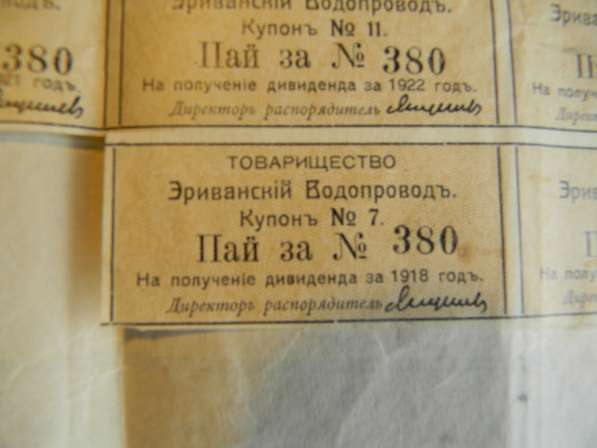 Эриванскій Водопроводъ.
Купонъ № 11.
Пай за № 380
На полученіе дивиденда за 1922 годъ.
Директоръ распорядитель
380
годъ.
ТОВАРИЩЕСТВО
Эриванскій Водопроводъ.
Купонъ № 7.
Пай за № 380
На полученіе дивиденда за 1918 годъ.
Директоръ распорядитель